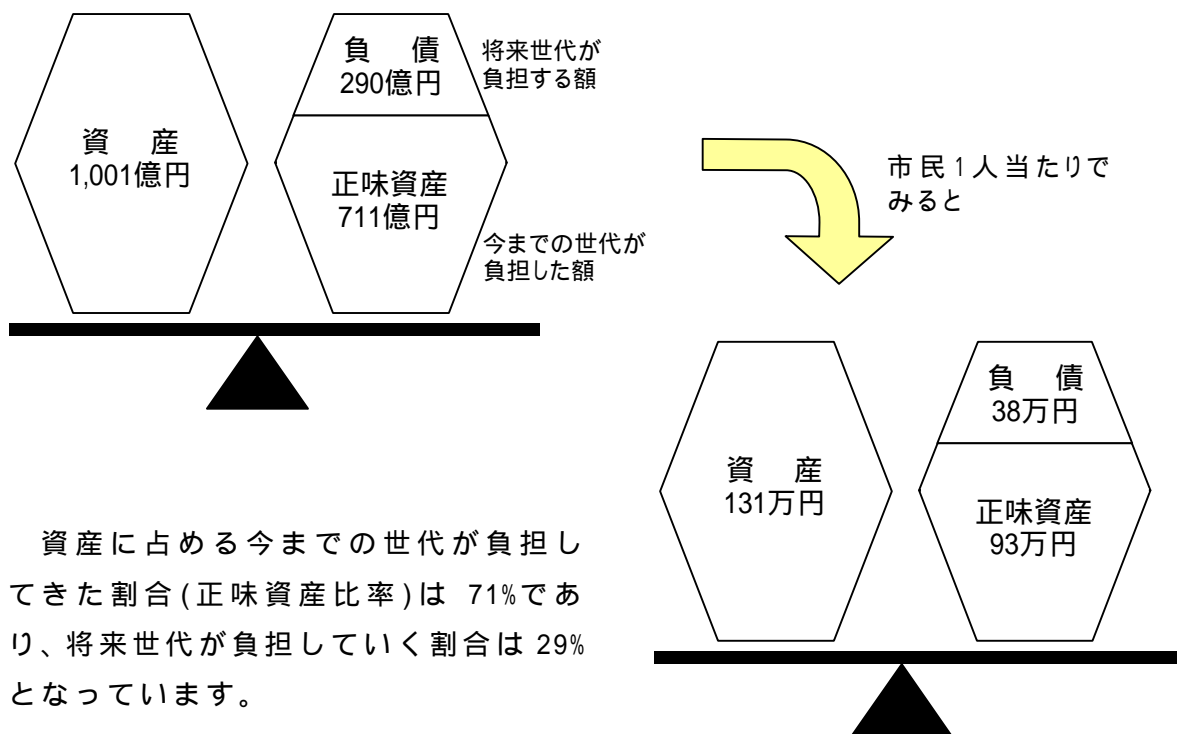 資　産
1,001億円
負　債
290億円
将来世代が
負担する額
正味資産
711億円
今までの世代が
負担した額
市民1人当たりで
みると
資　産
131万円
負　債
38万円
正味資産
93万円
資産に占める今までの世代が負担し
てきた割合(正味資産比率)は 71%であ
り、将来世代が負担していく割合は 29%
となっています。